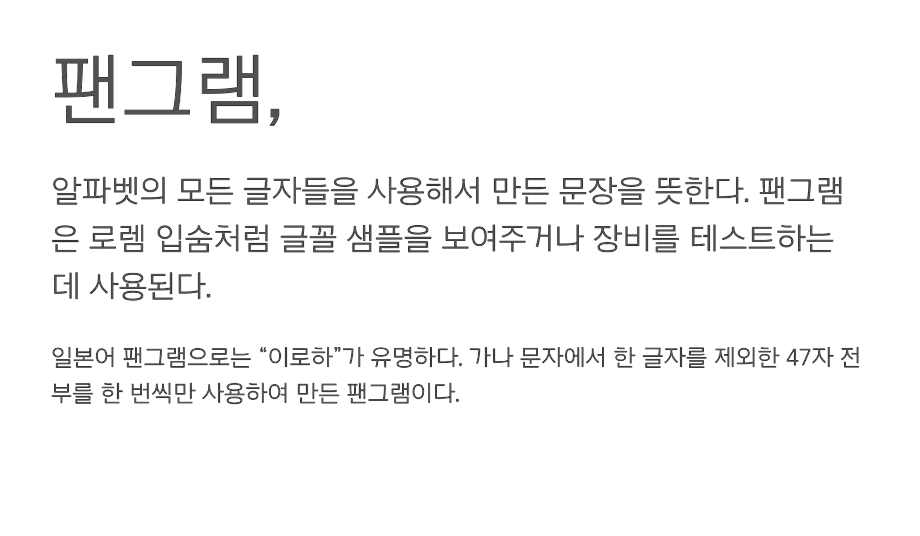 팬그램,
알파벳의 모든 글자들을 사용해서 만든 문장을 뜻한다. 팬그램
은 로렘 입숨처럼 글꼴 샘플을 보여주거나 장비를 테스트하는
데 사용된다.
일본어 팬그램으로는 “이로하”가 유명하다. 가나 문자에서 한 글자를 제외한 47자 전
부를 한 번씩만 사용하여 만든 팬그램이다.